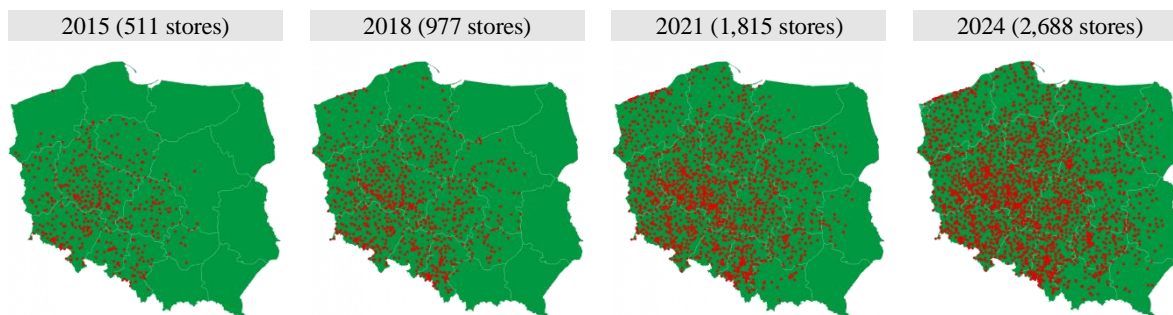 2015 (511 stores)
2018 (977 stores)
2021 (1,815 stores)
2024 (2,688 stores)